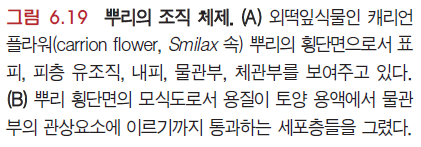 그림 6.19 뿌리의 조직 체제. (A) 외떡잎식물인 캐리언
플라워(carrion flower, Smilax 속) 뿌리의 횡단면으로서 표
피, 피층 유조직, 내피, 물관부, 체관부를 보여주고 있다.
(B) 뿌리 횡단면의 모식도로서 용질이 토양 용액에서 물관
부의 관상요소에 이르기까지 통과하는 세포층들을 그렸다.